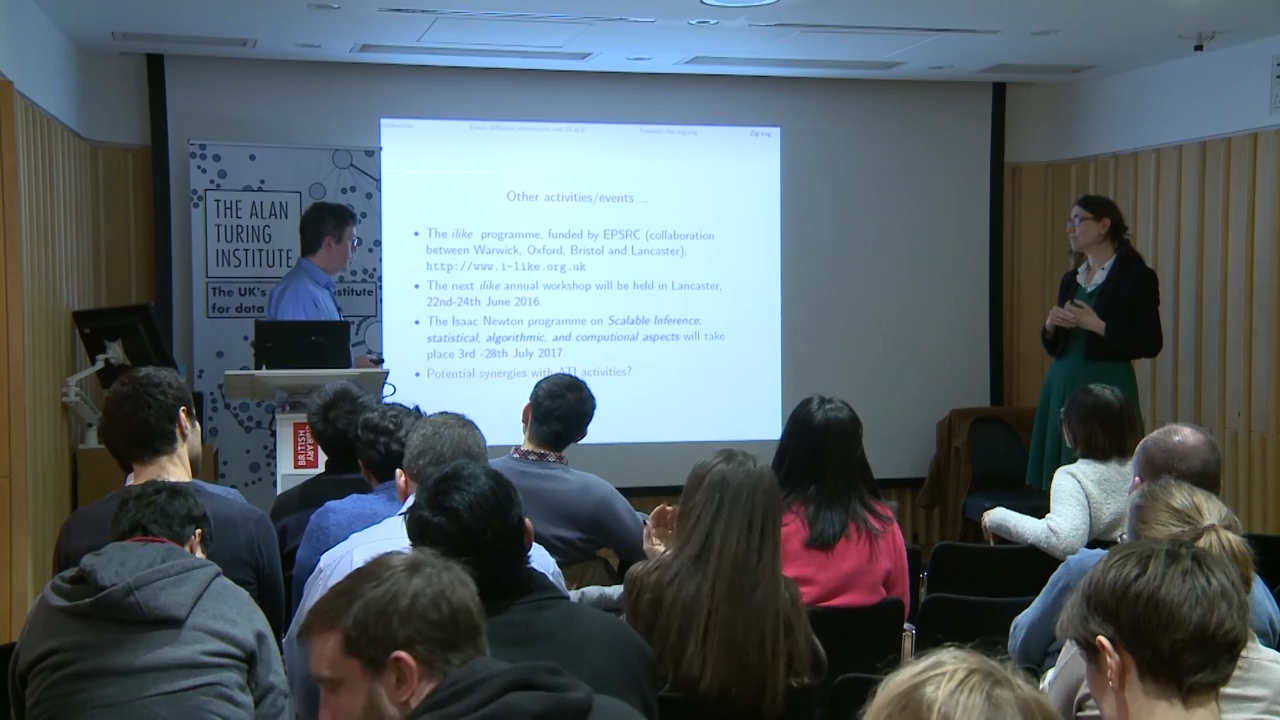 Zig-zag
Other activities/events ...
• The ilike programme, funded by EPSRC (collaboration
between Warwick, Oxford, Bristol and Lancaster).
http://www.i-like.org.uk
• The next ilike annual workshop will be held in Lancaster,
22nd-24th June 2016.
• The Isaac Newton programme on Scalable Inference;
statistical, algorithmic, and computional aspects will take
place 3rd -28th July 2017.
• Potential synergies with ATI activities?
THE ALAN
TURING
INSTITUTE
The UK's
for data
BRITISH